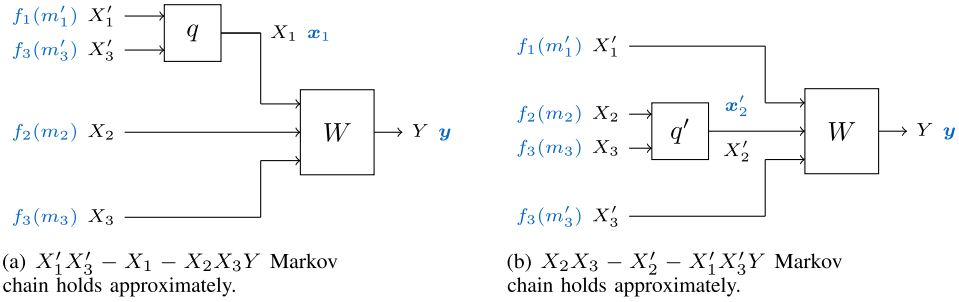 f₁(m′₁) X′₁
f₃(m′₃) X′₃
q
X₁ 𝒙₁
f₂(m₂) X₂
W
Y 𝒚
f₃(m₃) X₃
(a) X′₁X′₃ − X₁ − X₂X₃Y Markov
chain holds approximately.
f₁(m′₁) X′₁
f₂(m₂) X₂
f₃(m₃) X₃
q′
𝒙′₂
X′₂
W
Y 𝒚
f₃(m′₃) X′₃
(b) X₂X₃ − X′₂ − X′₁X′₃Y Markov
chain holds approximately.